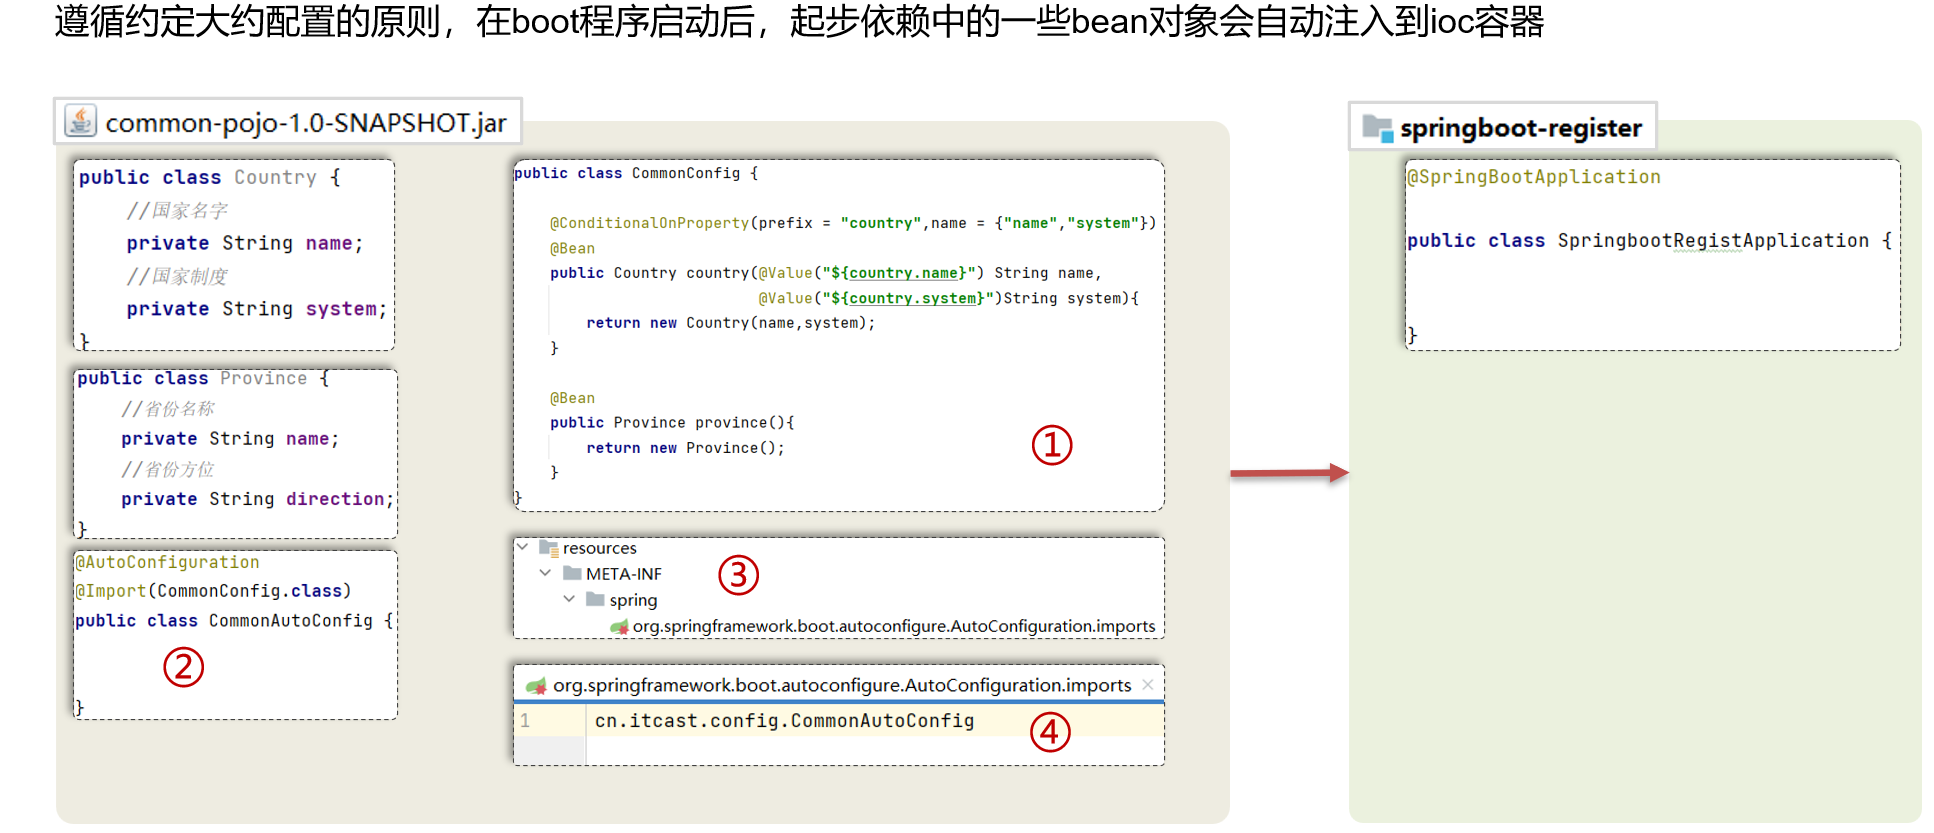 遵循约定大约配置的原则，在boot程序启动后，起步依赖中的一些bean对象会自动注入到ioc容器
common-pojo-1.0-SNAPSHOT.jar
public class Country {
//国家名字
private String name;
//国家制度
private String system;
}
public class Province {
//省份名称
private String name;
//省份方位
private String direction;
}
@AutoConfiguration
@Import(CommonConfig.class)
public class CommonAutoConfig {
②
}
public class CommonConfig {
@ConditionalOnProperty(prefix = "country",name = {"name","system"})
@Bean
public Country country(@Value("${country.name}") String name,
@Value("${country.system}")String system){
return new Country(name,system);
}
@Bean
public Province province(){
return new Province();
}
}
①
resources
META-INF
spring
org.springframework.boot.autoconfigure.AutoConfiguration.imports
③
org.springframework.boot.autoconfigure.AutoConfiguration.imports
1 cn.itcast.config.CommonAutoConfig
④
springboot-register
@SpringBootApplication
public class SpringbootRegistApplication {
}